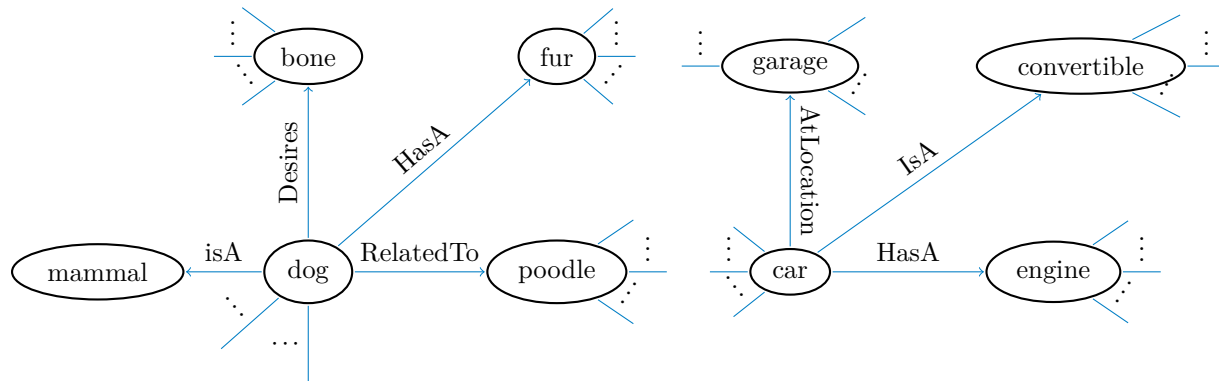 bone
fur
garage
convertible
Desires
HasA
AtLocation
IsA
mammal
isA
dog
RelatedTo
poodle
car
HasA
engine